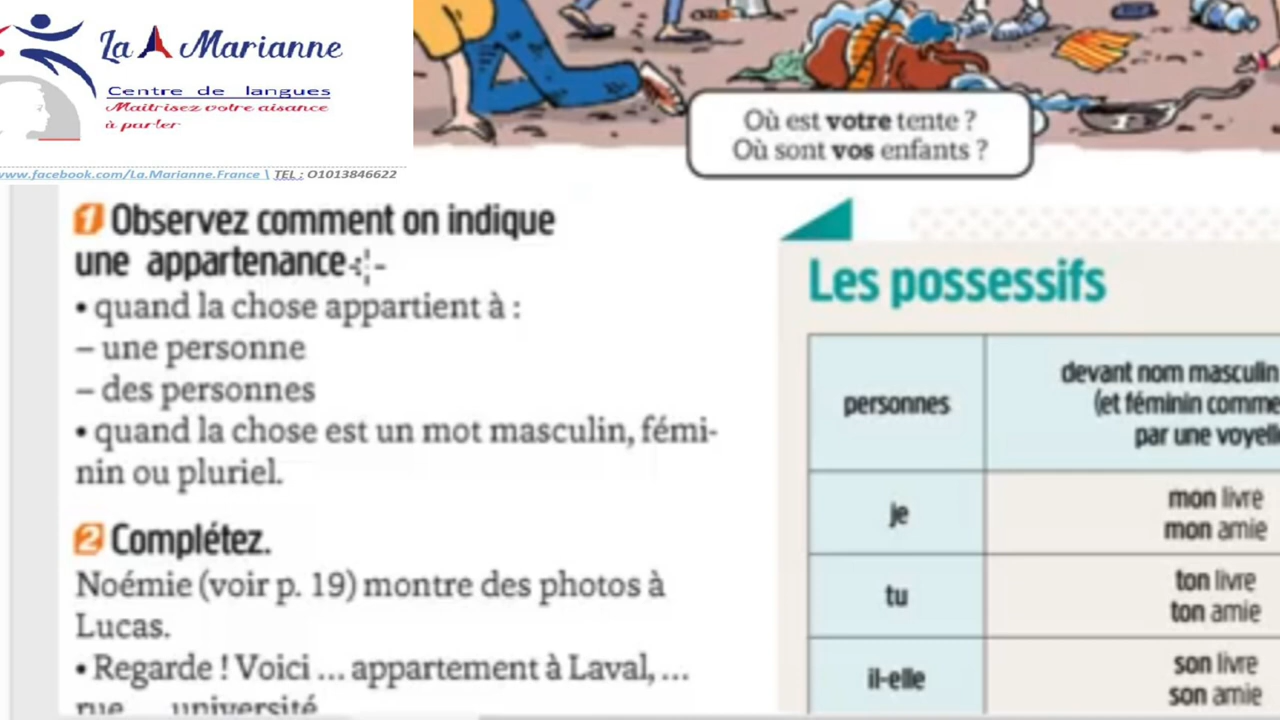 La Marianne
Centre de langues
Maitrisez votre aisance
à parler
www.facebook.com/La.Marianne.France \ TEL : 01013846622
Où est votre tente ?
Où sont vos enfants ?
1 Observez comment on indique
une appartenance
• quand la chose appartient à :
– une personne
– des personnes
• quand la chose est un mot masculin, fémi-
nin ou pluriel.
2 Complétez.
Noémie (voir p. 19) montre des photos à
Lucas.
• Regarde ! Voici ... appartement à Laval, ...
rue ... université
Les possessifs
personnes
devant nom masculin
(et féminin comme
par une voyelle
je
mon livre
mon amie
tu
ton livre
ton amie
il-elle
son livre
son amie